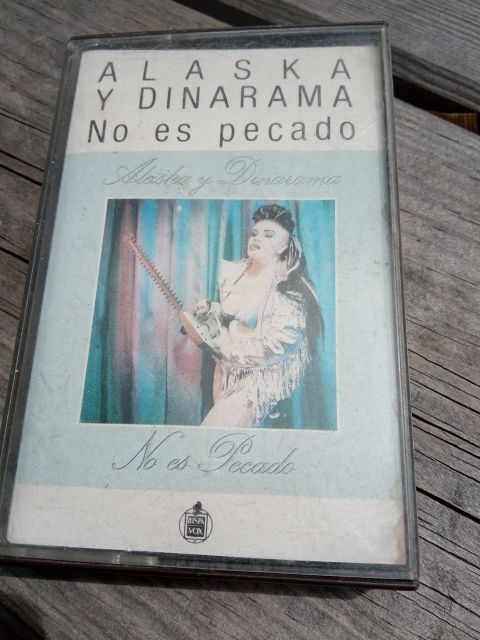 ALASKA
Y DINARAMA
No es pecado
Alaska y Dinarama
No es Pecado
HISPA
VOX